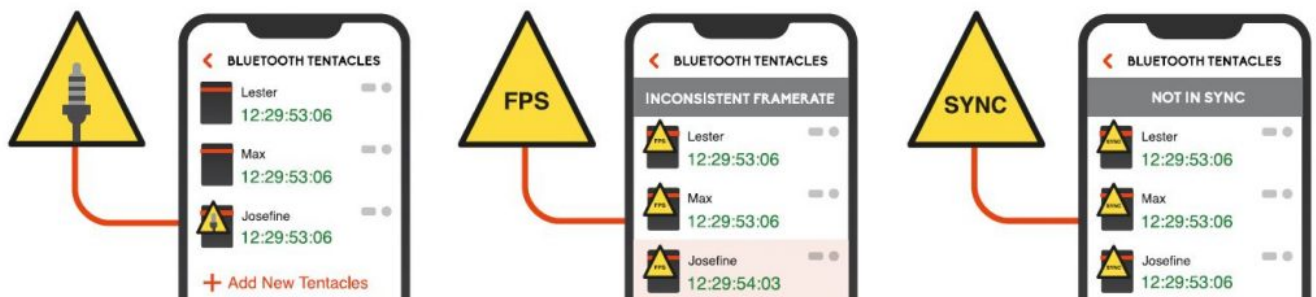 BLUETOOTH TENTACLES
Lester
12:29:53:06
Max
12:29:53:06
Josefine
12:29:53:06
+ Add New Tentacles
FPS
BLUETOOTH TENTACLES
INCONSISTENT FRAMERATE
FPS
Lester
12:29:53:06
FPS
Max
12:29:53:06
FPS
Josefine
12:29:54:03
SYNC
BLUETOOTH TENTACLES
NOT IN SYNC
SYNC
Lester
12:29:53:06
SYNC
Max
12:29:53:06
SYNC
Josefine
12:29:53:06